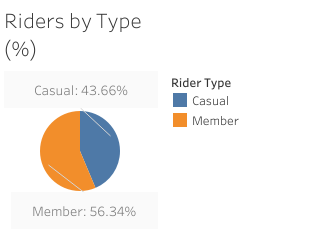 Riders by Type
(%)
Casual: 43.66%
Rider Type
Casual
Member
Member: 56.34%